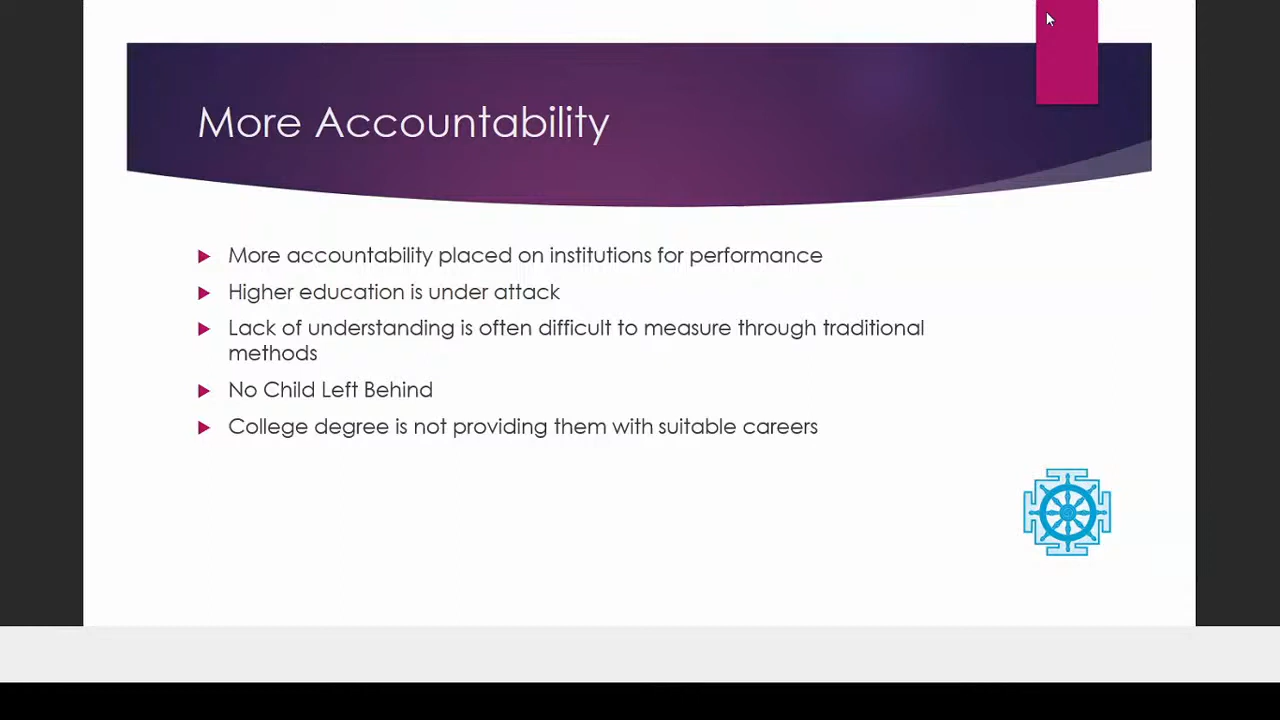 More Accountability
More accountability placed on institutions for performance
Higher education is under attack
Lack of understanding is often difficult to measure through traditional
methods
No Child Left Behind
College degree is not providing them with suitable careers